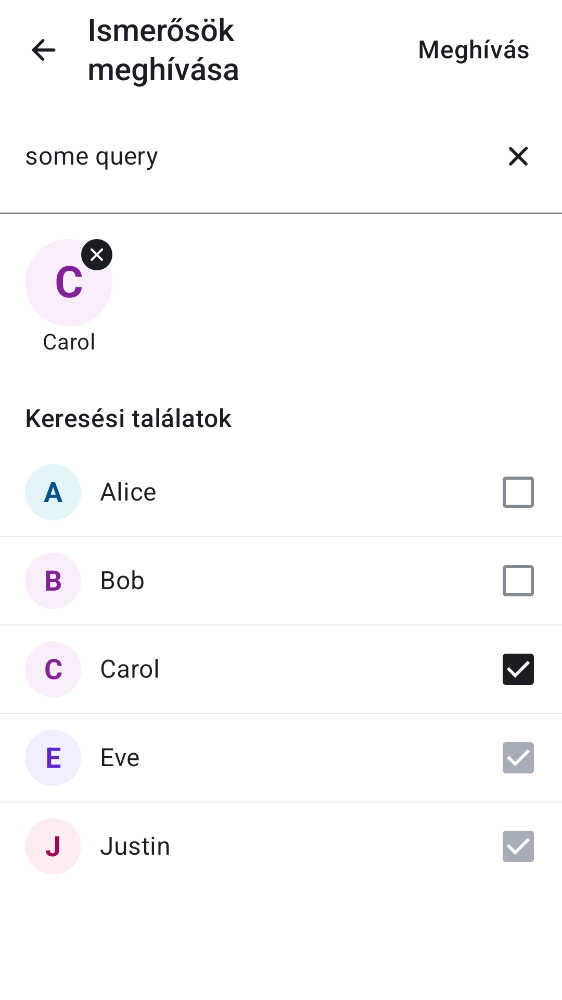 Ismerősök
meghívása
Meghívás
some query
C
Carol
Keresési találatok
A Alice
B Bob
C Carol
E Eve
J Justin